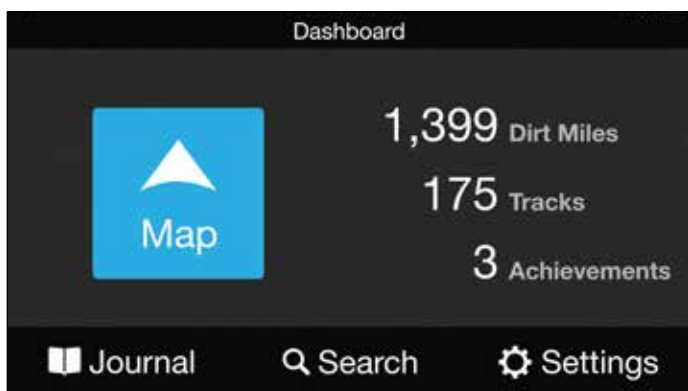 Dashboard
1,399 Dirt Miles
175 Tracks
Map
3 Achievements
Journal
Search
Settings